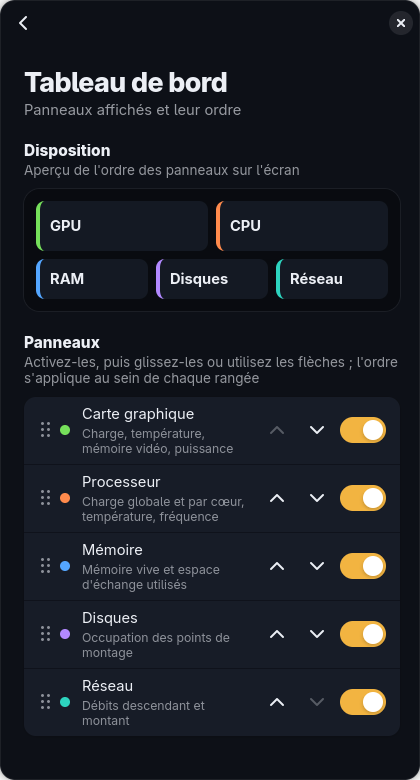 Tableau de bord
Panneaux affichés et leur ordre
Disposition
Aperçu de l'ordre des panneaux sur l'écran
GPU
CPU
RAM
Disques
Réseau
Panneaux
Activez-les, puis glissez-les ou utilisez les flèches ; l'ordre
s'applique au sein de chaque rangée
Carte graphique
Charge, température,
mémoire vidéo, puissance
Processeur
Charge globale et par cœur,
température, fréquence
Mémoire
Mémoire vive et espace
d'échange utilisés
Disques
Occupation des points de
montage
Réseau
Débits descendant et
montant